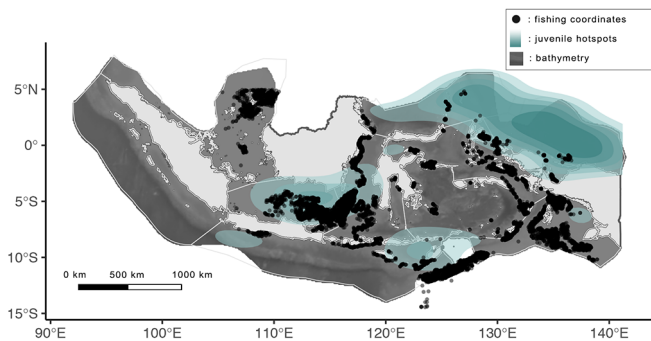 : fishing coordinates
: juvenile hotspots
: bathymetry
5°N
0°
5°S
10°S
15°S
0 km 500 km 1000 km
90°E 100°E 110°E 120°E 130°E 140°E